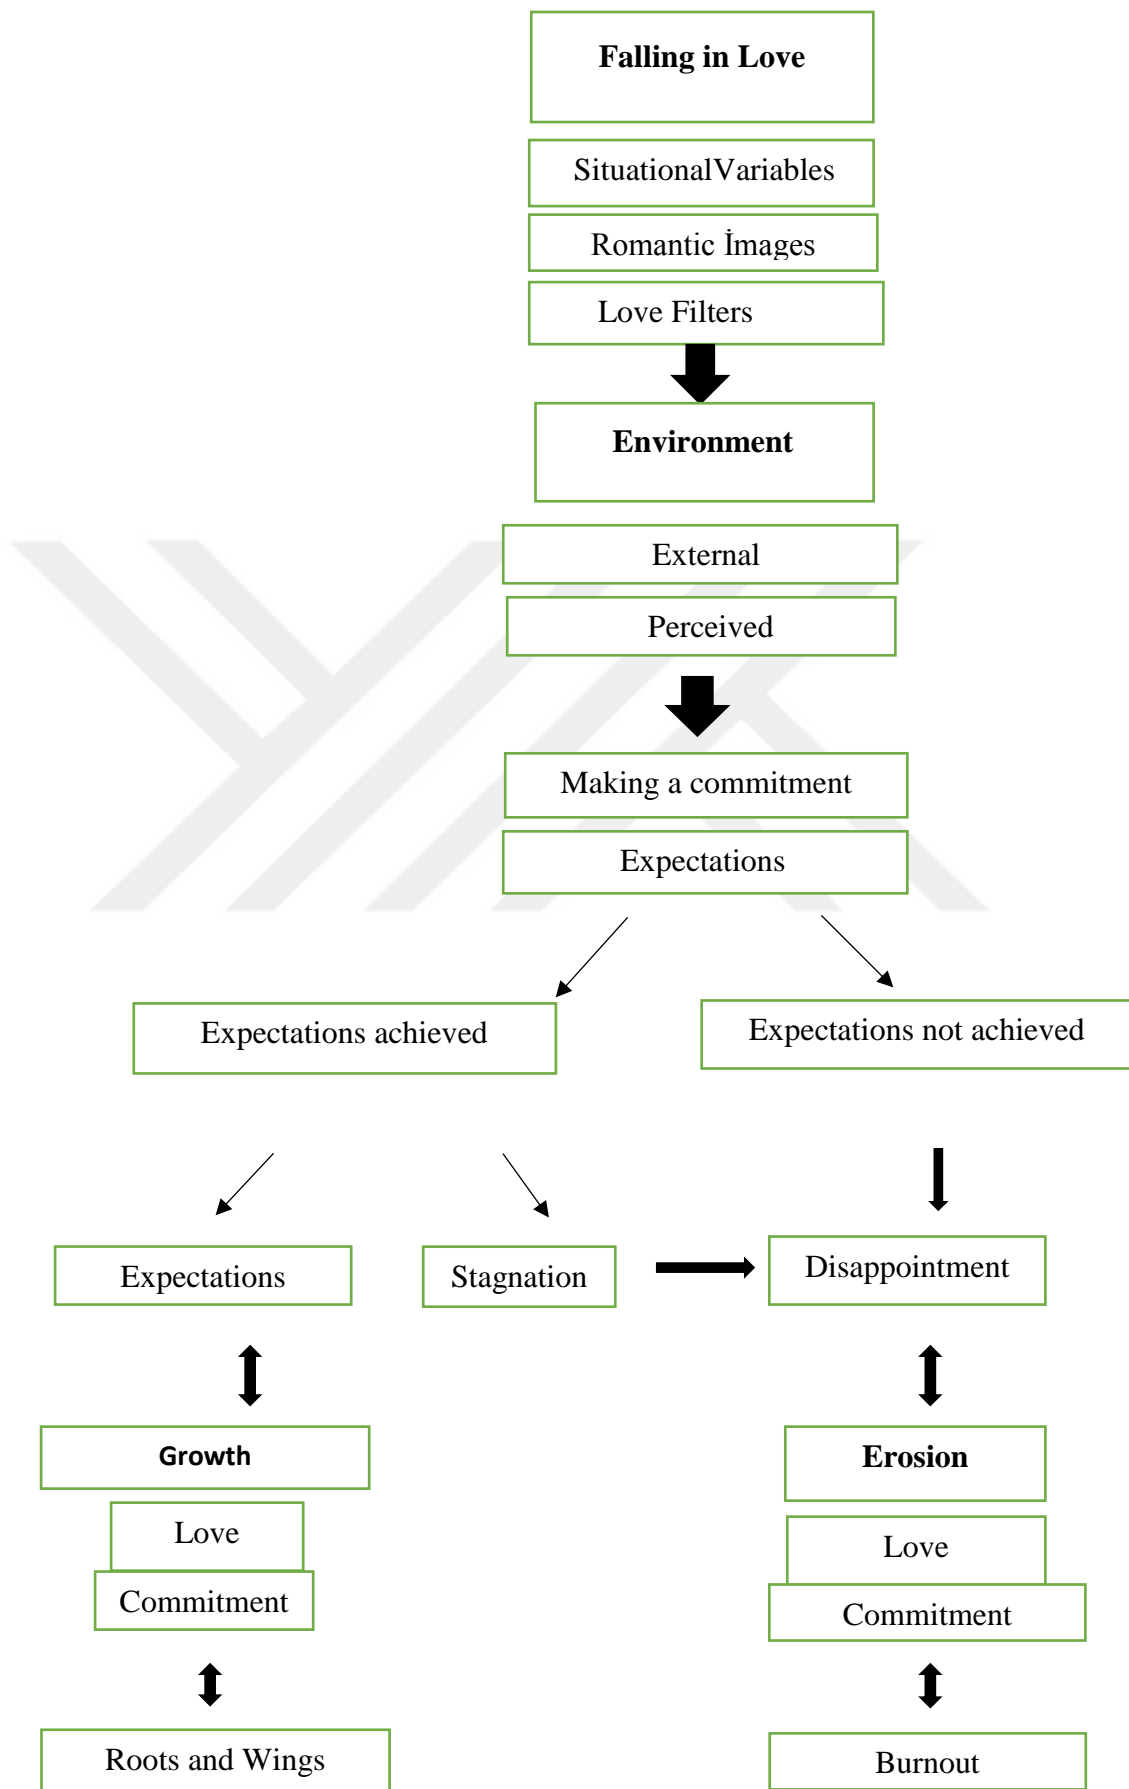 Falling in Love
SituationalVariables
Romantic İmages
Love Filters
Environment
External
Perceived
Making a commitment
Expectations
Expectations achieved
Expectations not achieved
Expectations
Stagnation
Disappointment
Growth
Erosion
Love
Love
Commitment
Commitment
Roots and Wings
Burnout